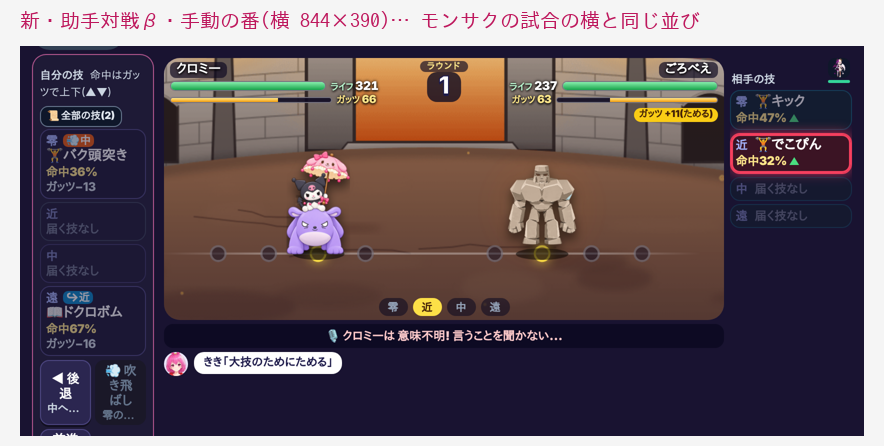 新・助手対戦β・手動の番(横 844×390)… モンサクの試合の横と同じ並び
自分の技 命中はガッ
ツで上下(▲▼)
📜全部の技(2)
零 💨中
🏋バク頭突き
命中36%
ガッツ−13
近
届く技なし
中
届く技なし
遠 ↪近
📖ドクロボム
命中67%
ガッツ−16
◀後
退
中へ…
💨 吹
き飛
ばし
零の…
クロミー
ライフ 321
ガッツ 66
ラウンド
1
ごろべえ
ライフ 237
ガッツ 63
ガッツ +11(ためる)
零 近 中 遠
🎙クロミーは 意味不明! 言うことを聞かない…
きき「大技のためにためる」
相手の技
零 🏋キック
命中47%▲
近 🏋でこぴん
命中32%▲
中 届く技なし
遠 届く技なし